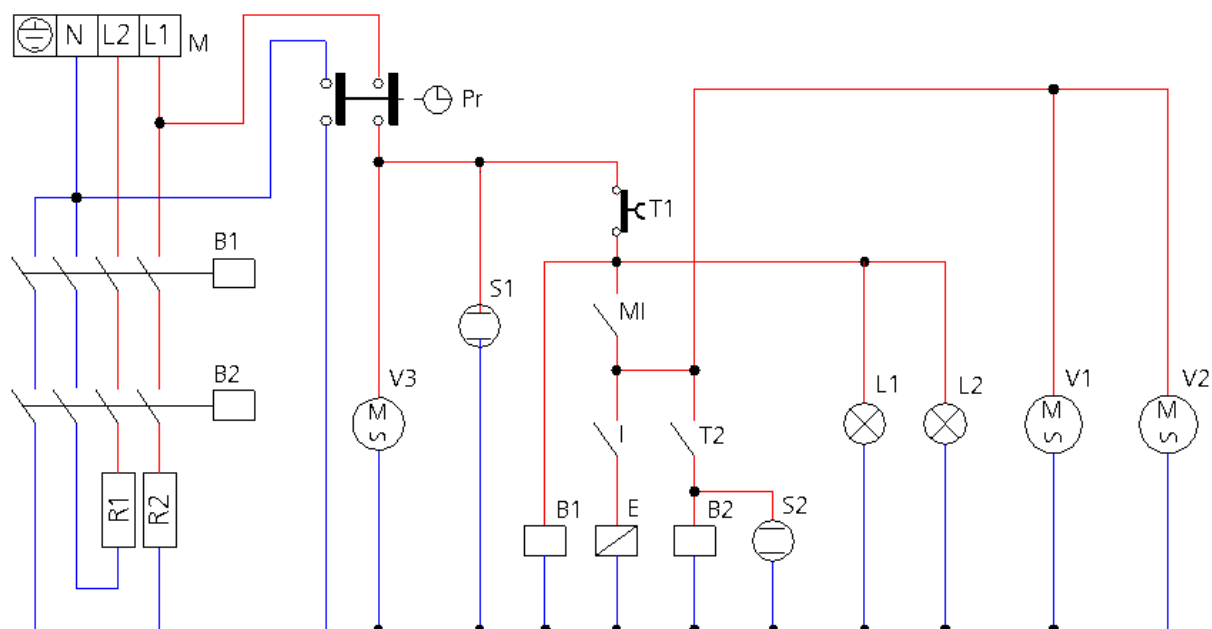 N L2 L1 M
Pr
T1
B1
S1
MI
B2
V3
L1 L2 V1 V2
M
S
M
S
M
S
I T2
R1 R2
B1 E B2 S2